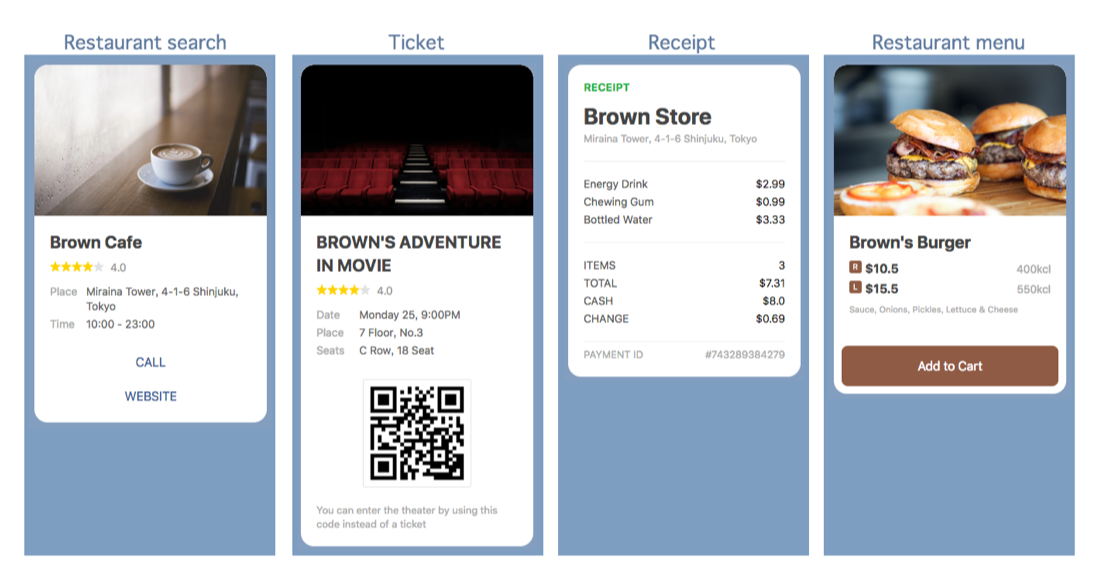 Restaurant search
Brown Cafe
4.0
Place Miraina Tower, 4-1-6 Shinjuku,
Tokyo
Time 10:00 - 23:00
CALL
WEBSITE
Ticket
BROWN'S ADVENTURE
IN MOVIE
4.0
Date Monday 25, 9:00PM
Place 7 Floor, No.3
Seats C Row, 18 Seat
You can enter the theater by using this
code instead of a ticket
Receipt
RECEIPT
Brown Store
Miraina Tower, 4-1-6 Shinjuku, Tokyo
Energy Drink $2.99
Chewing Gum $0.99
Bottled Water $3.33
ITEMS 3
TOTAL $7.31
CASH $8.0
CHANGE $0.69
PAYMENT ID #743289384279
Restaurant menu
Brown's Burger
R $10.5 400kcl
L $15.5 550kcl
Sauce, Onions, Pickles, Lettuce & Cheese
Add to Cart